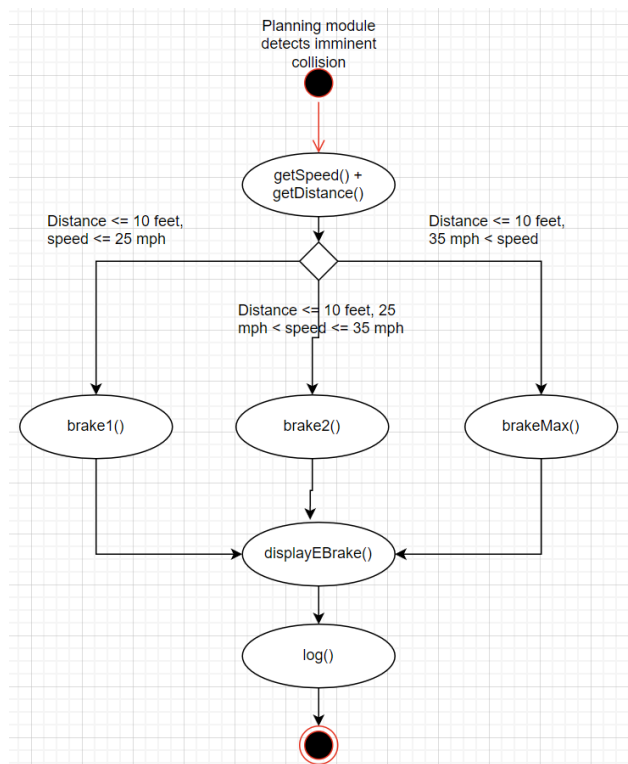 Planning module
detects imminent
collision
getSpeed() +
getDistance()
Distance <= 10 feet,
speed <= 25 mph
Distance <= 10 feet,
35 mph < speed
Distance <= 10 feet, 25
mph < speed <= 35 mph
brake1()
brake2()
brakeMax()
displayEBrake()
log()